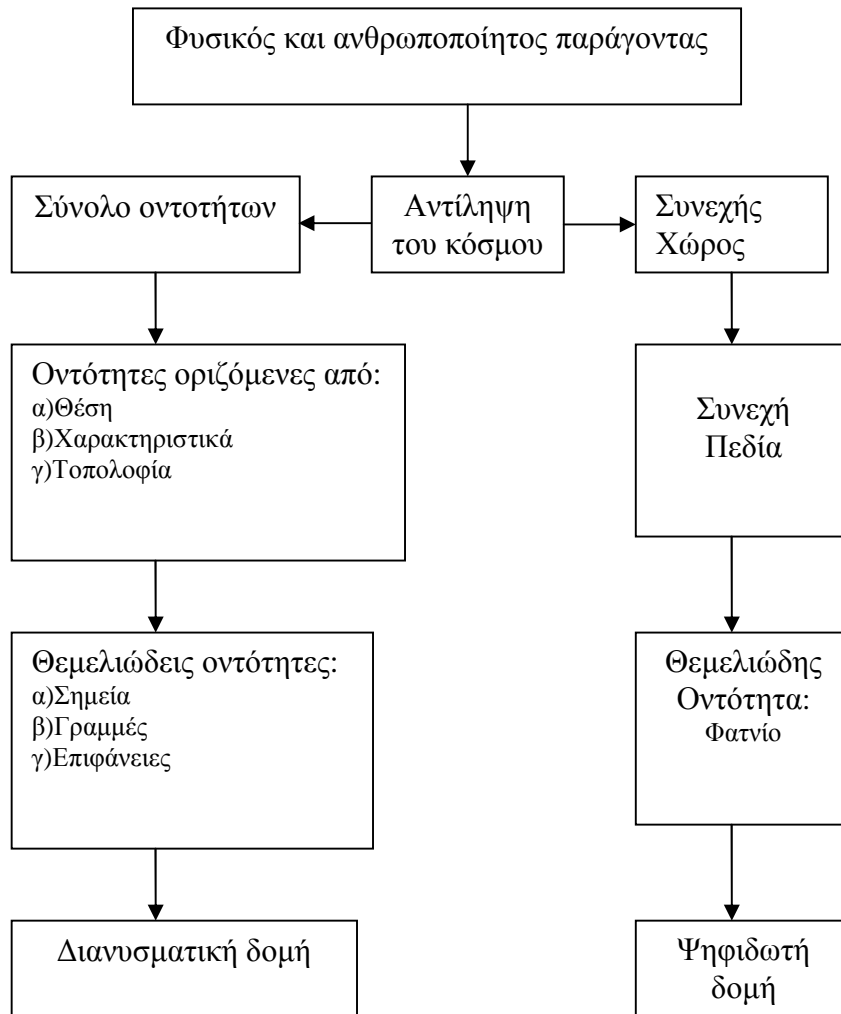 Φυσικός και ανθρωποποίητος παράγοντας
Σύνολο οντοτήτων
Αντίληψη
του κόσμου
Συνεχής
Χώρος
Οντότητες οριζόμενες από:
α)Θέση
β)Χαρακτηριστικά
γ)Τοπολοφία
Συνεχή
Πεδία
Θεμελιώδεις οντότητες:
α)Σημεία
β)Γραμμές
γ)Επιφάνειες
Θεμελιώδης
Οντότητα:
Φατνίο
Διανυσματική δομή
Ψηφιδωτή
δομή